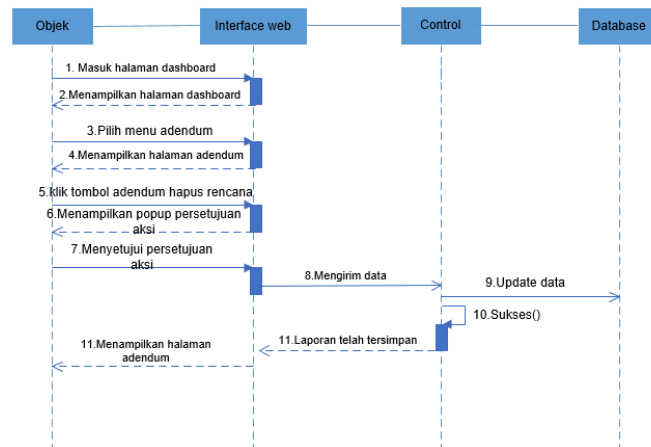 Objek
Interface web
Control
Database
1. Masuk halaman dashboard
2.Menampilkan halaman dashboard
3.Pilih menu adendum
4.Menampilkan halaman adendum
5.klik tombol adendum hapus rencana
6.Menampilkan popup persetujuan
aksi
7.Menyetujui persetujuan
aksi
8.Mengirim data
9.Update data
10.Sukses()
11.Laporan telah tersimpan
11.Menampilkan halaman
adendum